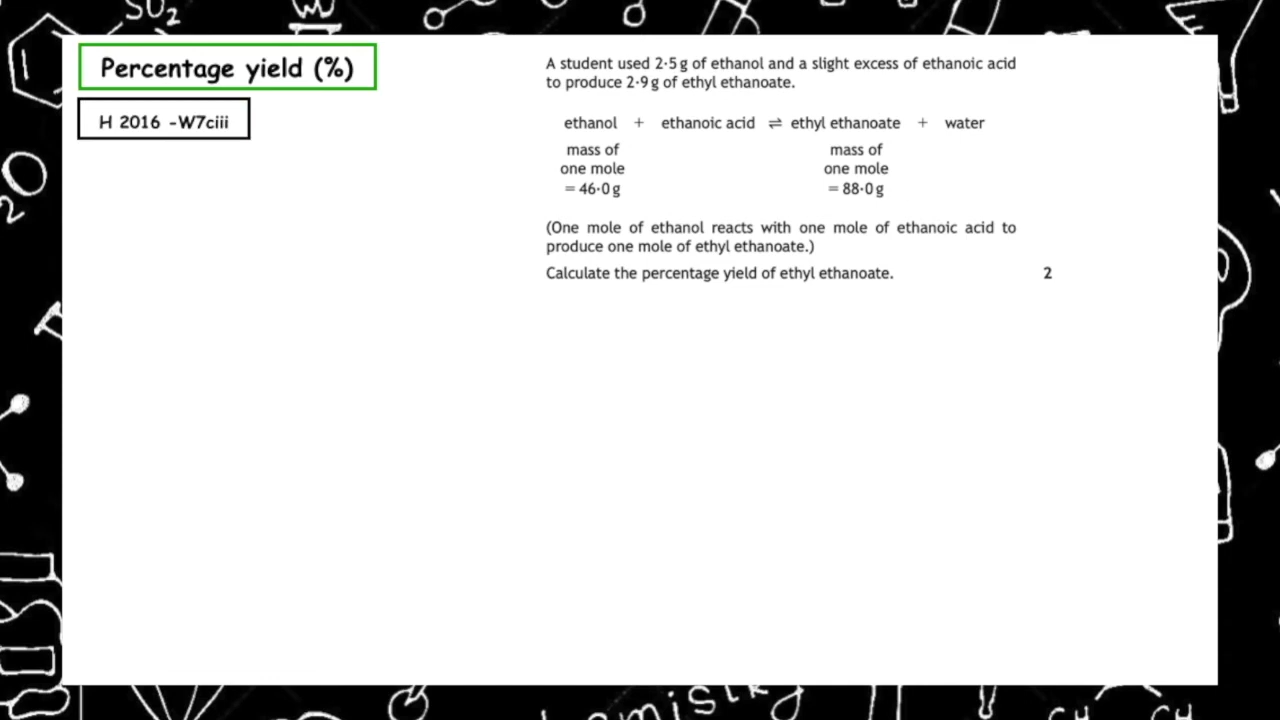 SO₂
Percentage yield (%)
H 2016 -W7ciii
A student used 2·5 g of ethanol and a slight excess of ethanoic acid
to produce 2·9 g of ethyl ethanoate.
ethanol + ethanoic acid ⇌ ethyl ethanoate + water
mass of mass of
one mole one mole
= 46·0 g = 88·0 g
(One mole of ethanol reacts with one mole of ethanoic acid to
produce one mole of ethyl ethanoate.)
Calculate the percentage yield of ethyl ethanoate. 2